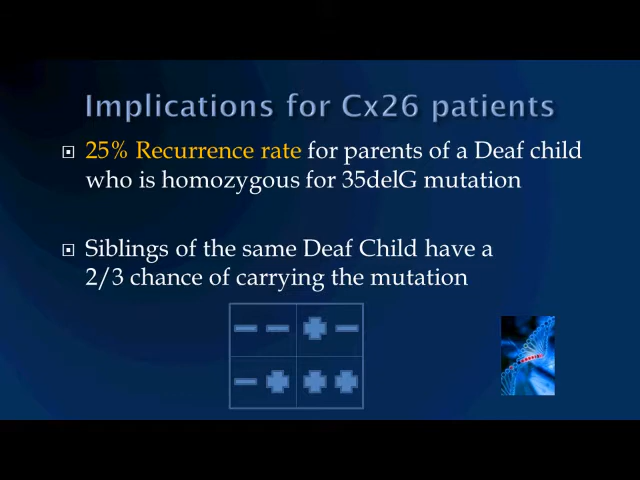 Implications for Cx26 patients
25% Recurrence rate for parents of a Deaf child
who is homozygous for 35delG mutation
Siblings of the same Deaf Child have a
2/3 chance of carrying the mutation